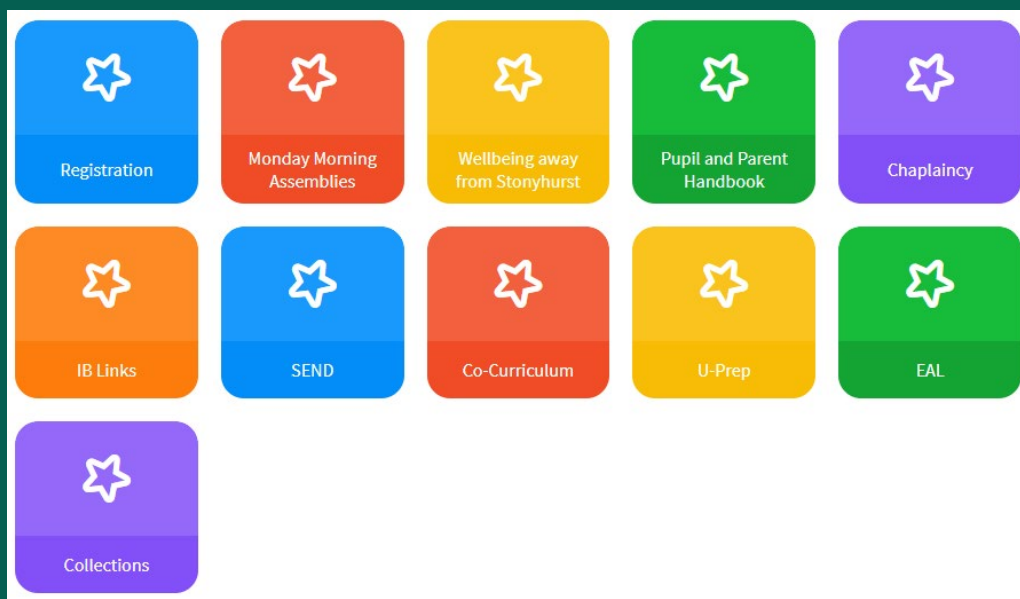 Registration
Monday Morning
Assemblies
Wellbeing away
from Stonyhurst
Pupil and Parent
Handbook
Chaplaincy
IB Links
SEND
Co-Curriculum
U-Prep
EAL
Collections